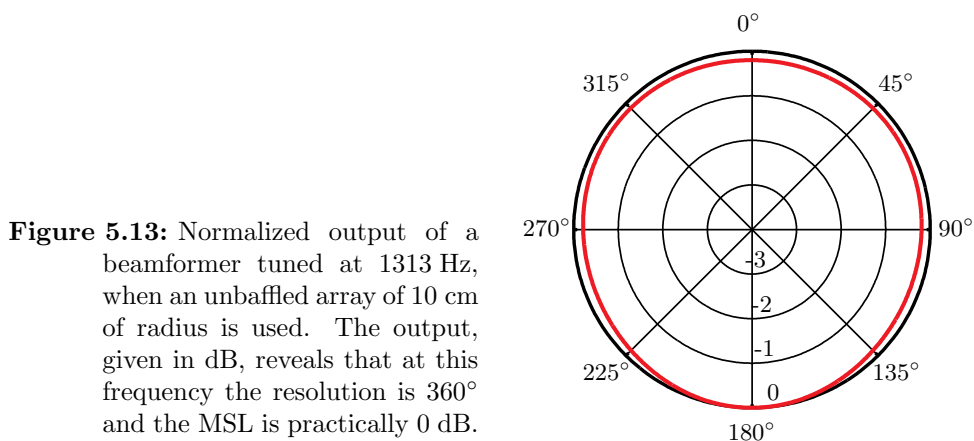 Figure 5.13: Normalized output of a
beamformer tuned at 1313 Hz,
when an unbaffled array of 10 cm
of radius is used. The output,
given in dB, reveals that at this
frequency the resolution is 360°
and the MSL is practically 0 dB.
0°
315°
45°
270°
90°
-3
-2
-1
225°
135°
0
180°